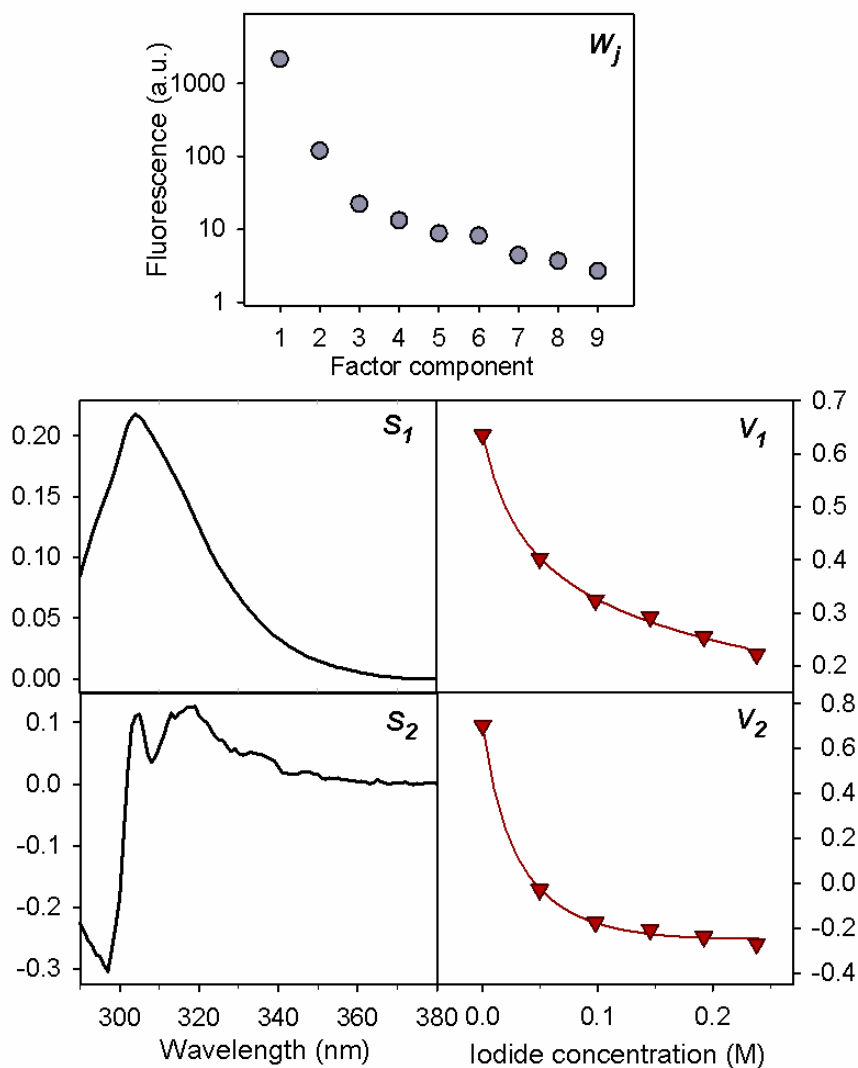 W_j
Fluorescence (a.u.)
1000
100
10
1
1 2 3 4 5 6 7 8 9
Factor component
S_1
V_1
0.20
0.15
0.10
0.05
0.00
0.7
0.6
0.5
0.4
0.3
0.2
S_2
V_2
0.1
0.0
-0.1
-0.2
-0.3
0.8
0.6
0.4
0.2
0.0
-0.2
-0.4
300 320 340 360 380
0.0 0.1 0.2
Wavelength (nm)
Iodide concentration (M)